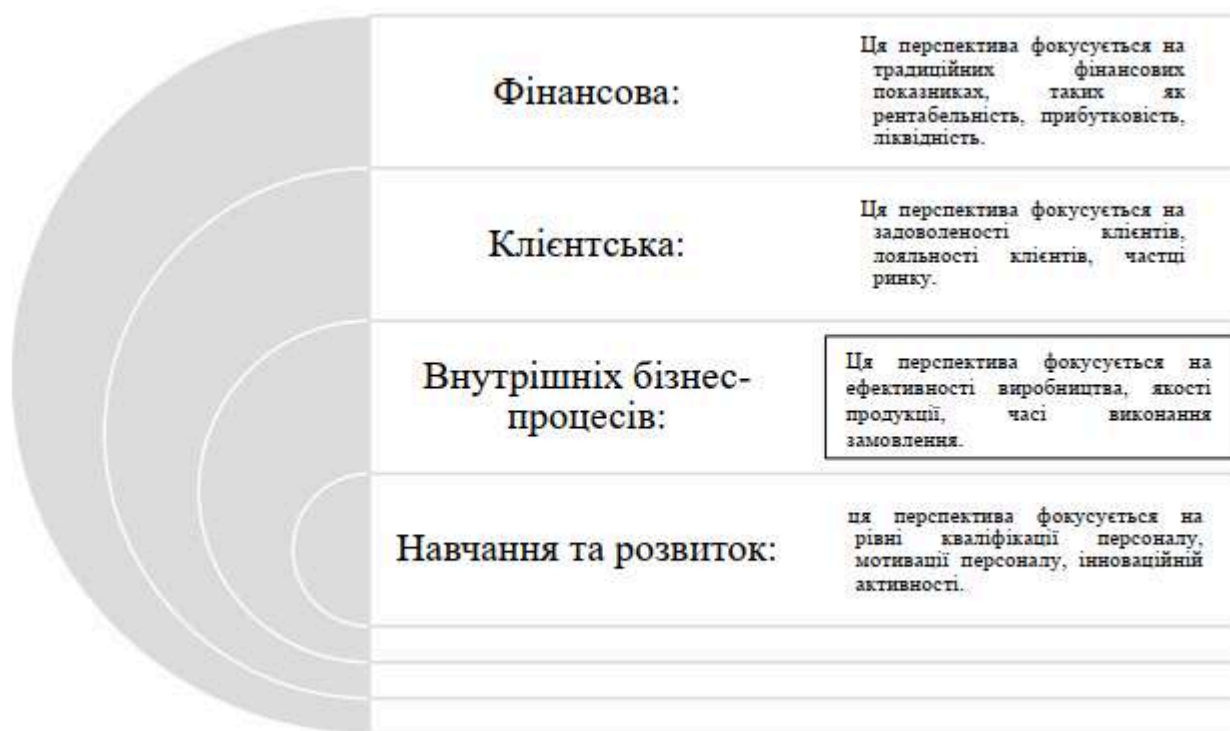 Фінансова:
Ця перспектива фокусується на
традиційних фінансових
показниках, таких як
рентабельність, прибутковість,
ліквідність.
Клієнтська:
Ця перспектива фокусується на
задоволеності клієнтів,
лояльності клієнтів, частці
ринку.
Внутрішніх бізнес-
процесів:
Ця перспектива фокусується на
ефективності виробництва, якості
продукції, часі виконання
замовлення.
Навчання та розвиток:
ця перспектива фокусується на
рівні кваліфікації персоналу,
мотивації персоналу, інноваційній
активності.